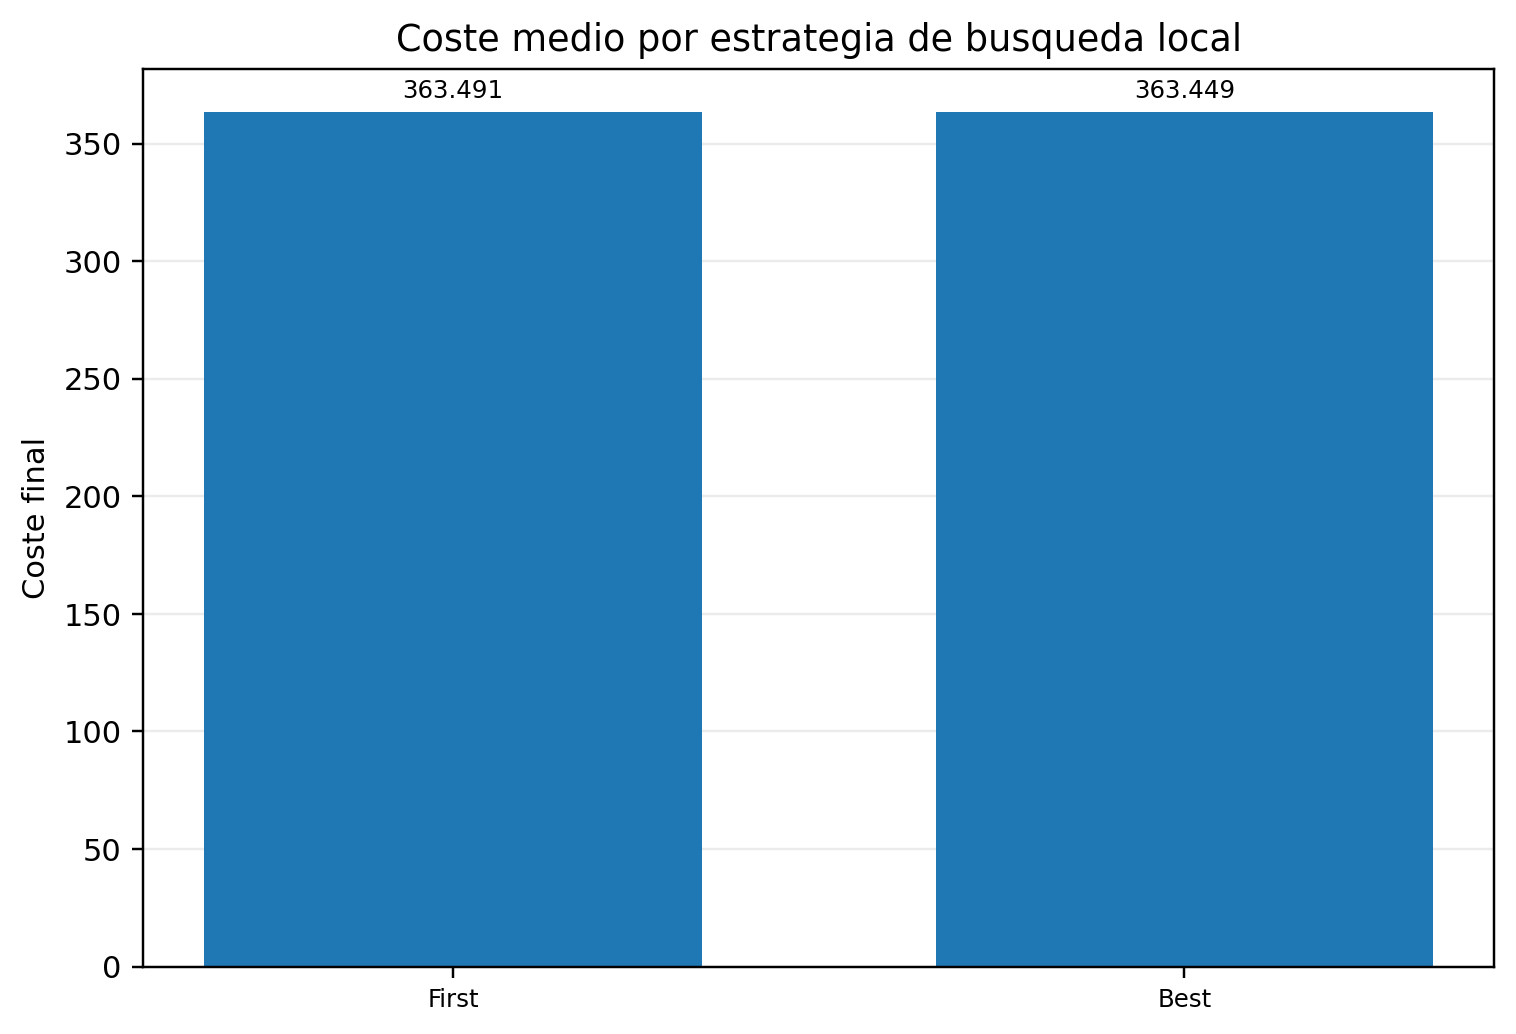 Coste medio por estrategia de busqueda local
363.491
363.449
350
300
250
200
150
100
50
0
Coste final
First
Best